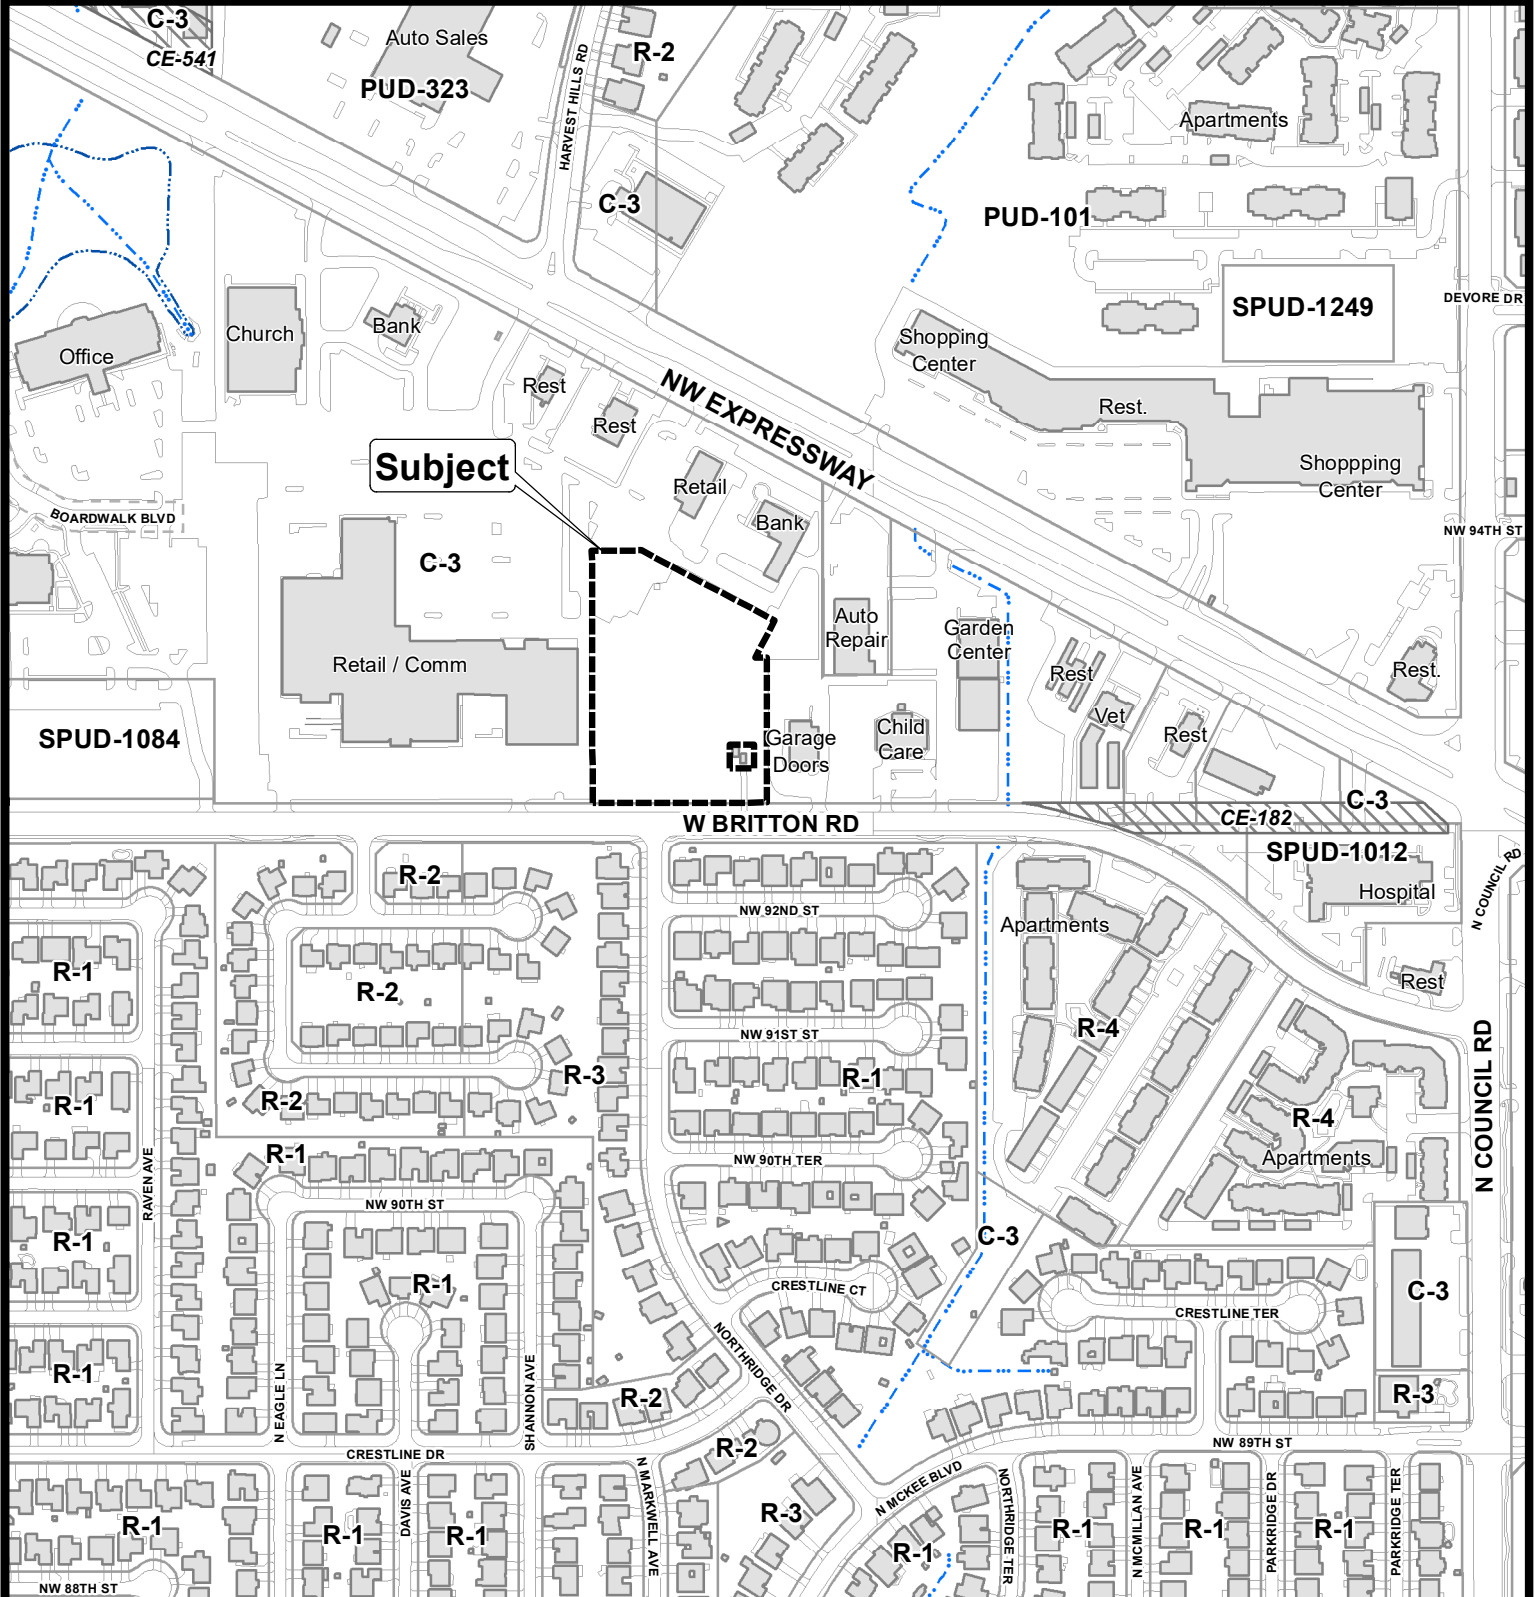 C-3
CE-541
Auto Sales
PUD-323
HARVEST HILLS RD
R-2
C-3
Apartments
PUD-101
SPUD-1249
DEVORE DR
Office
Church
Bank
Rest
Rest
NW EXPRESSWAY
Shopping
Center
Rest.
Shoppping
Center
Subject
Retail
Bank
BOARDWALK BLVD
NW 94TH ST
C-3
Auto
Repair
Garden
Center
Retail / Comm
Rest
Rest.
Vet
Rest
SPUD-1084
Garage
Doors
Child
Care
C-3
CE-182
W BRITTON RD
SPUD-1012
Hospital
N COUNCIL RD
R-2
NW 92ND ST
Apartments
R-1
R-2
Rest
NW 91ST ST
R-4
R-3
R-1
R-1
R-2
R-4
N COUNCIL RD
R-1
NW 90TH TER
Apartments
RAVEN AVE
NW 90TH ST
R-1
C-3
R-1
CRESTLINE CT
C-3
CRESTLINE TER
R-1
N EAGLE LN
SHANNON AVE
NORTHRIDGE DR
R-2
R-3
R-2
CRESTLINE DR
NW 89TH ST
DAVIS AVE
N MARKWELL AVE
N MCKEE BLVD
NORTHRIDGE TER
N MCMILLAN AVE
PARKRIDGE DR
PARKRIDGE TER
R-3
R-1
R-1
R-1
R-1
R-1
R-1
R-1
NW 88TH ST